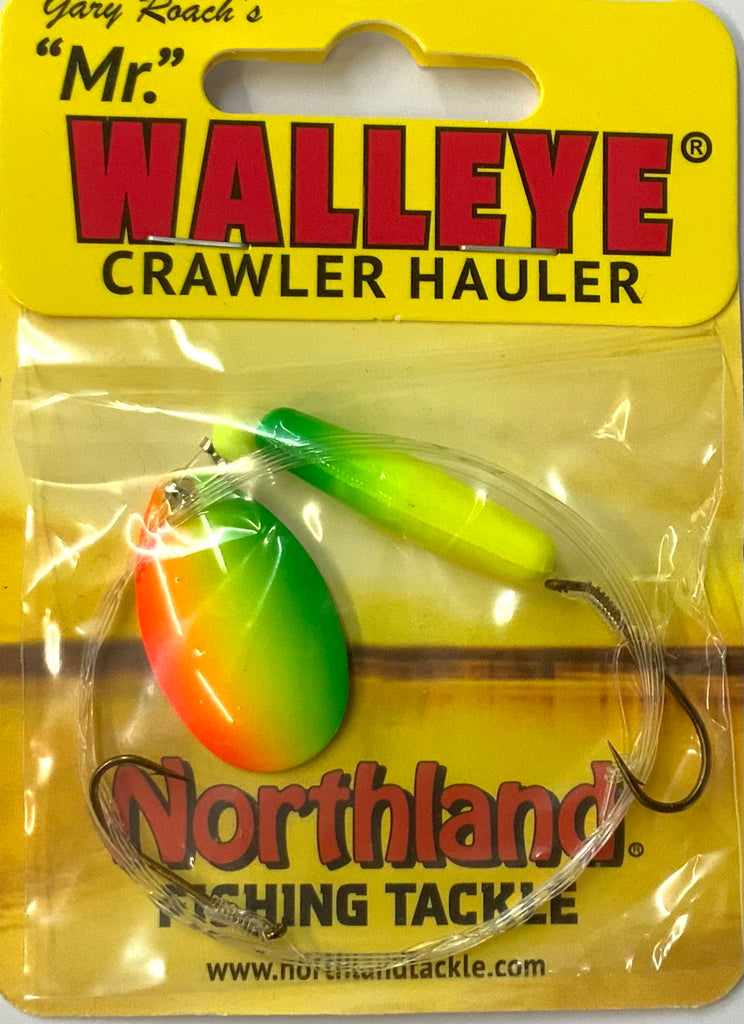 Gary Roach's
"Mr."
WALLEYE®
CRAWLER HAULER
Northland®
FISHING TACKLE
www.northlandtackle.com